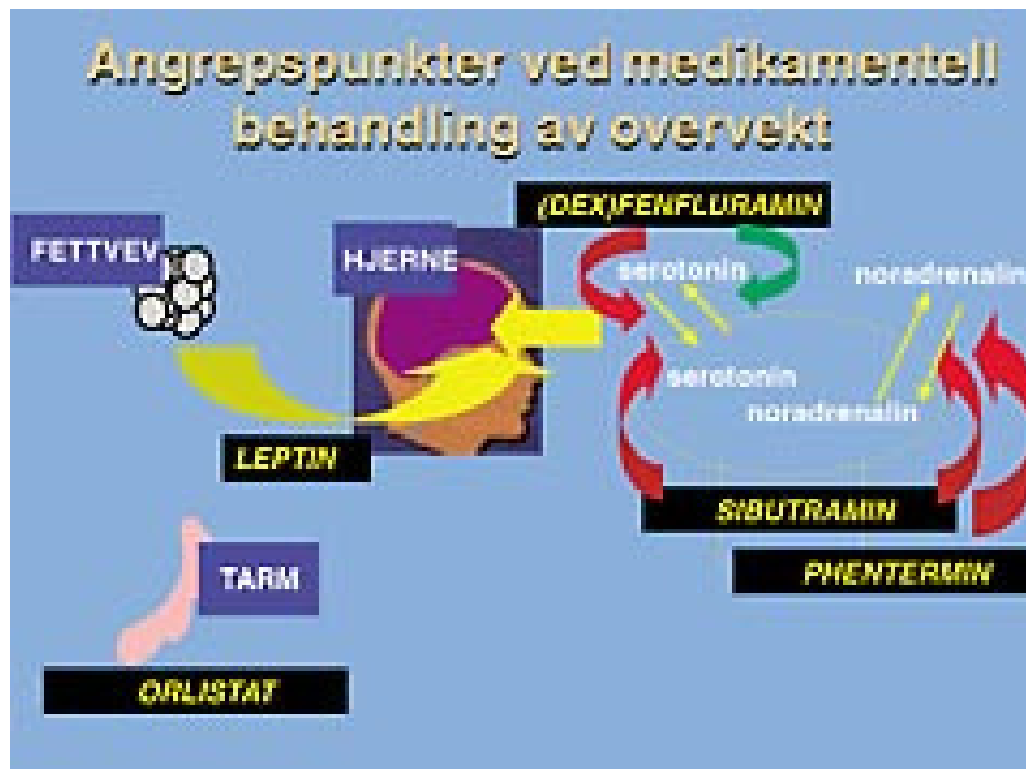 Angrepspunkter ved medikamentell
behandling av overvekt
(DEX)FENFLURAMIN
FETTVEV
HJERNE
serotonin
noradrenalin
serotonin
noradrenalin
LEPTIN
SIBUTRAMIN
PHENTERMIN
TARM
ORLISTAT